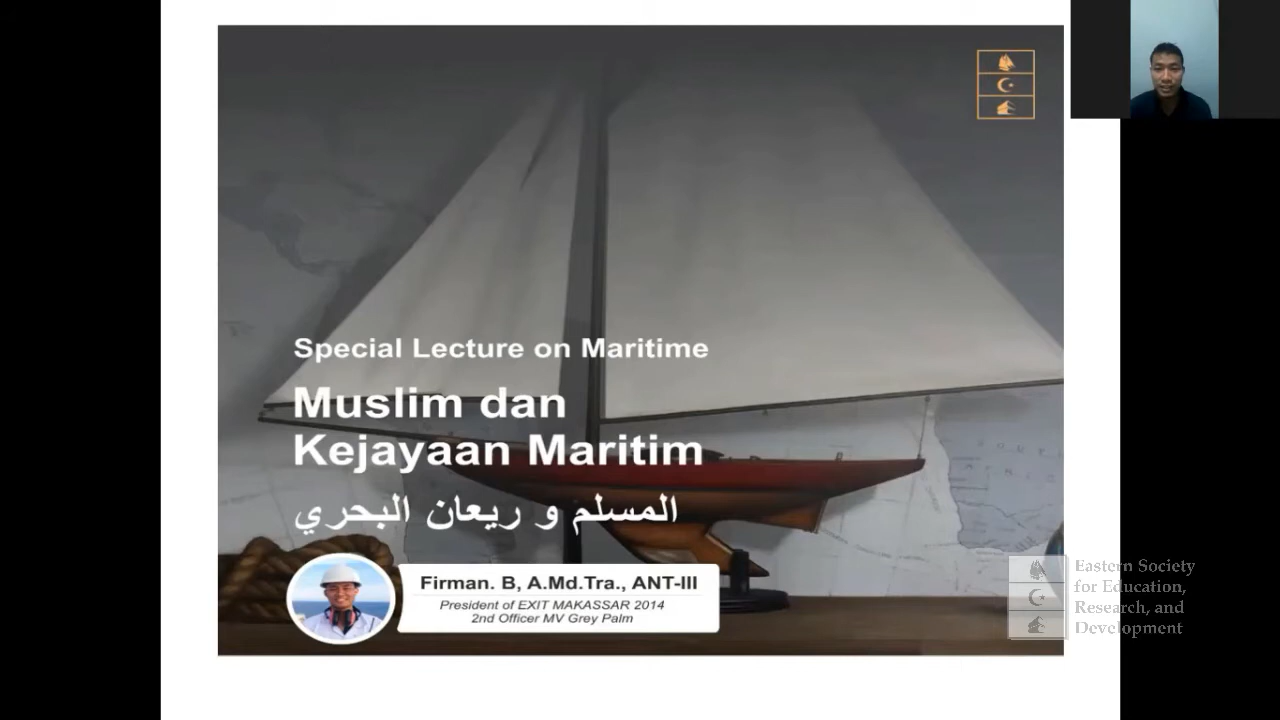 Special Lecture on Maritime
Muslim dan
Kejayaan Maritim
المسلم و ريعان البحري
Firman. B, A.Md.Tra., ANT-III
President of EXIT MAKASSAR 2014
2nd Officer MV Grey Palm
Eastern Society
for Education,
Research, and
Development